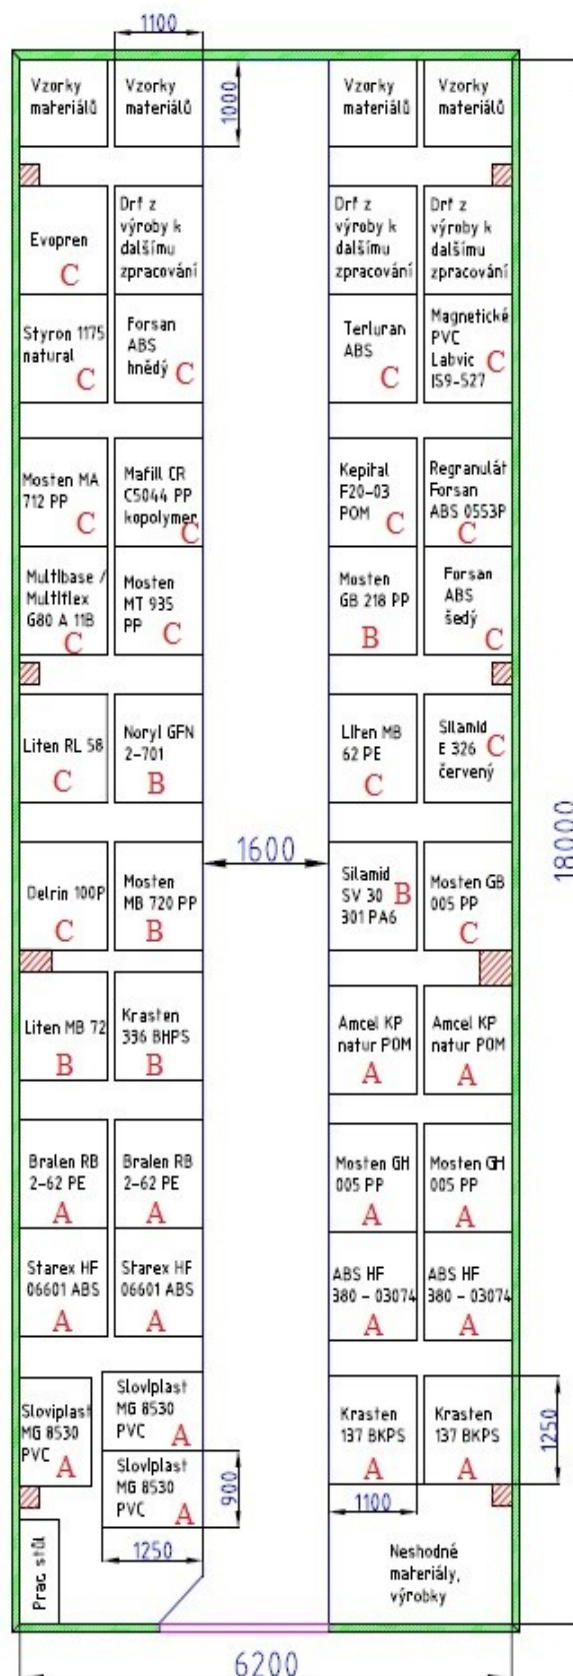 1100
Vzorky
materiálů
Vzorky
materiálů
1000
Vzorky
materiálů
Vzorky
materiálů
Evopren
C
Drť z
výroby k
dalšímu
zpracování
Drť z
výroby k
dalšímu
zpracování
Drť z
výroby k
dalšímu
zpracování
Styron 1175
natural
C
Forsan
ABS
hnědý C
Terluran
ABS
C
Magnetické
PVC
Labvic C
IS9-527
Mosten MA
712 PP
C
Mafill CR
C5044 PP
kopolymer
C
Kepital
F20-03
POM C
Regranulát
Forsan
ABS 0553P
C
Multibase /
Multiflex
G80 A 11B
C
Mosten
MT 935
PP C
Mosten
GB 218 PP
B
Forsan
ABS
šedý C
Liten RL 58
C
Noryl GFN
2-701
B
Liten MB
62 PE
C
Silamid
E 326 C
červený
1600
18000
Delrin 100P
C
Mosten
MB 720 PP
B
Silamid
SV 30 B
301 PA6
Mosten GB
005 PP
C
Liten MB 72
B
Krasten
336 BHPS
B
Amcel KP
natur POM
A
Amcel KP
natur POM
A
Bralen RB
2-62 PE
A
Bralen RB
2-62 PE
A
Mosten GH
005 PP
A
Mosten GH
005 PP
A
Starex HF
06601 ABS
A
Starex HF
06601 ABS
A
ABS HF
380 - 03074
A
ABS HF
380 - 03074
A
Sloviplast
MG 8530
PVC A
Sloviplast
MG 8530
PVC A
Sloviplast
MG 8530
PVC A
900
1250
Krasten
137 BKPS
A
Krasten
137 BKPS
A
1250
1100
Prac. stůl
Neshodné
materiály,
výrobky
6200